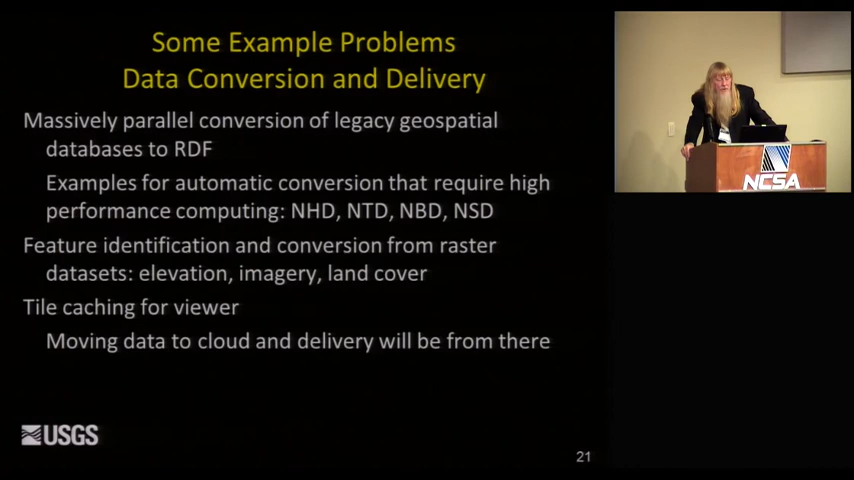 Some Example Problems
Data Conversion and Delivery
Massively parallel conversion of legacy geospatial
databases to RDF
Examples for automatic conversion that require high
performance computing: NHD, NTD, NBD, NSD
Feature identification and conversion from raster
datasets: elevation, imagery, land cover
Tile caching for viewer
Moving data to cloud and delivery will be from there
USGS
21
NCSA